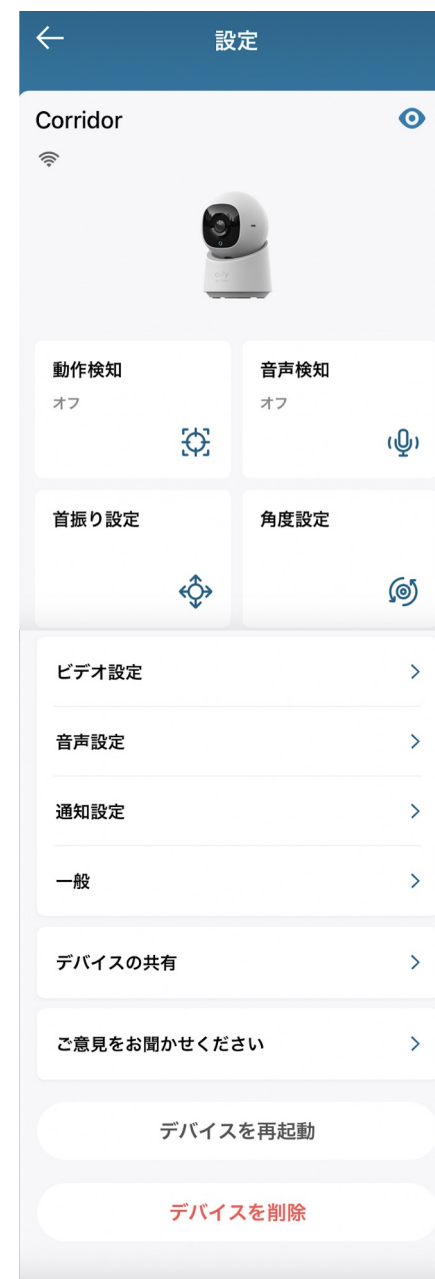 設定
Corridor
動作検知
オフ
音声検知
オフ
首振り設定
角度設定
ビデオ設定
音声設定
通知設定
一般
デバイスの共有
ご意見をお聞かせください
デバイスを再起動
デバイスを削除